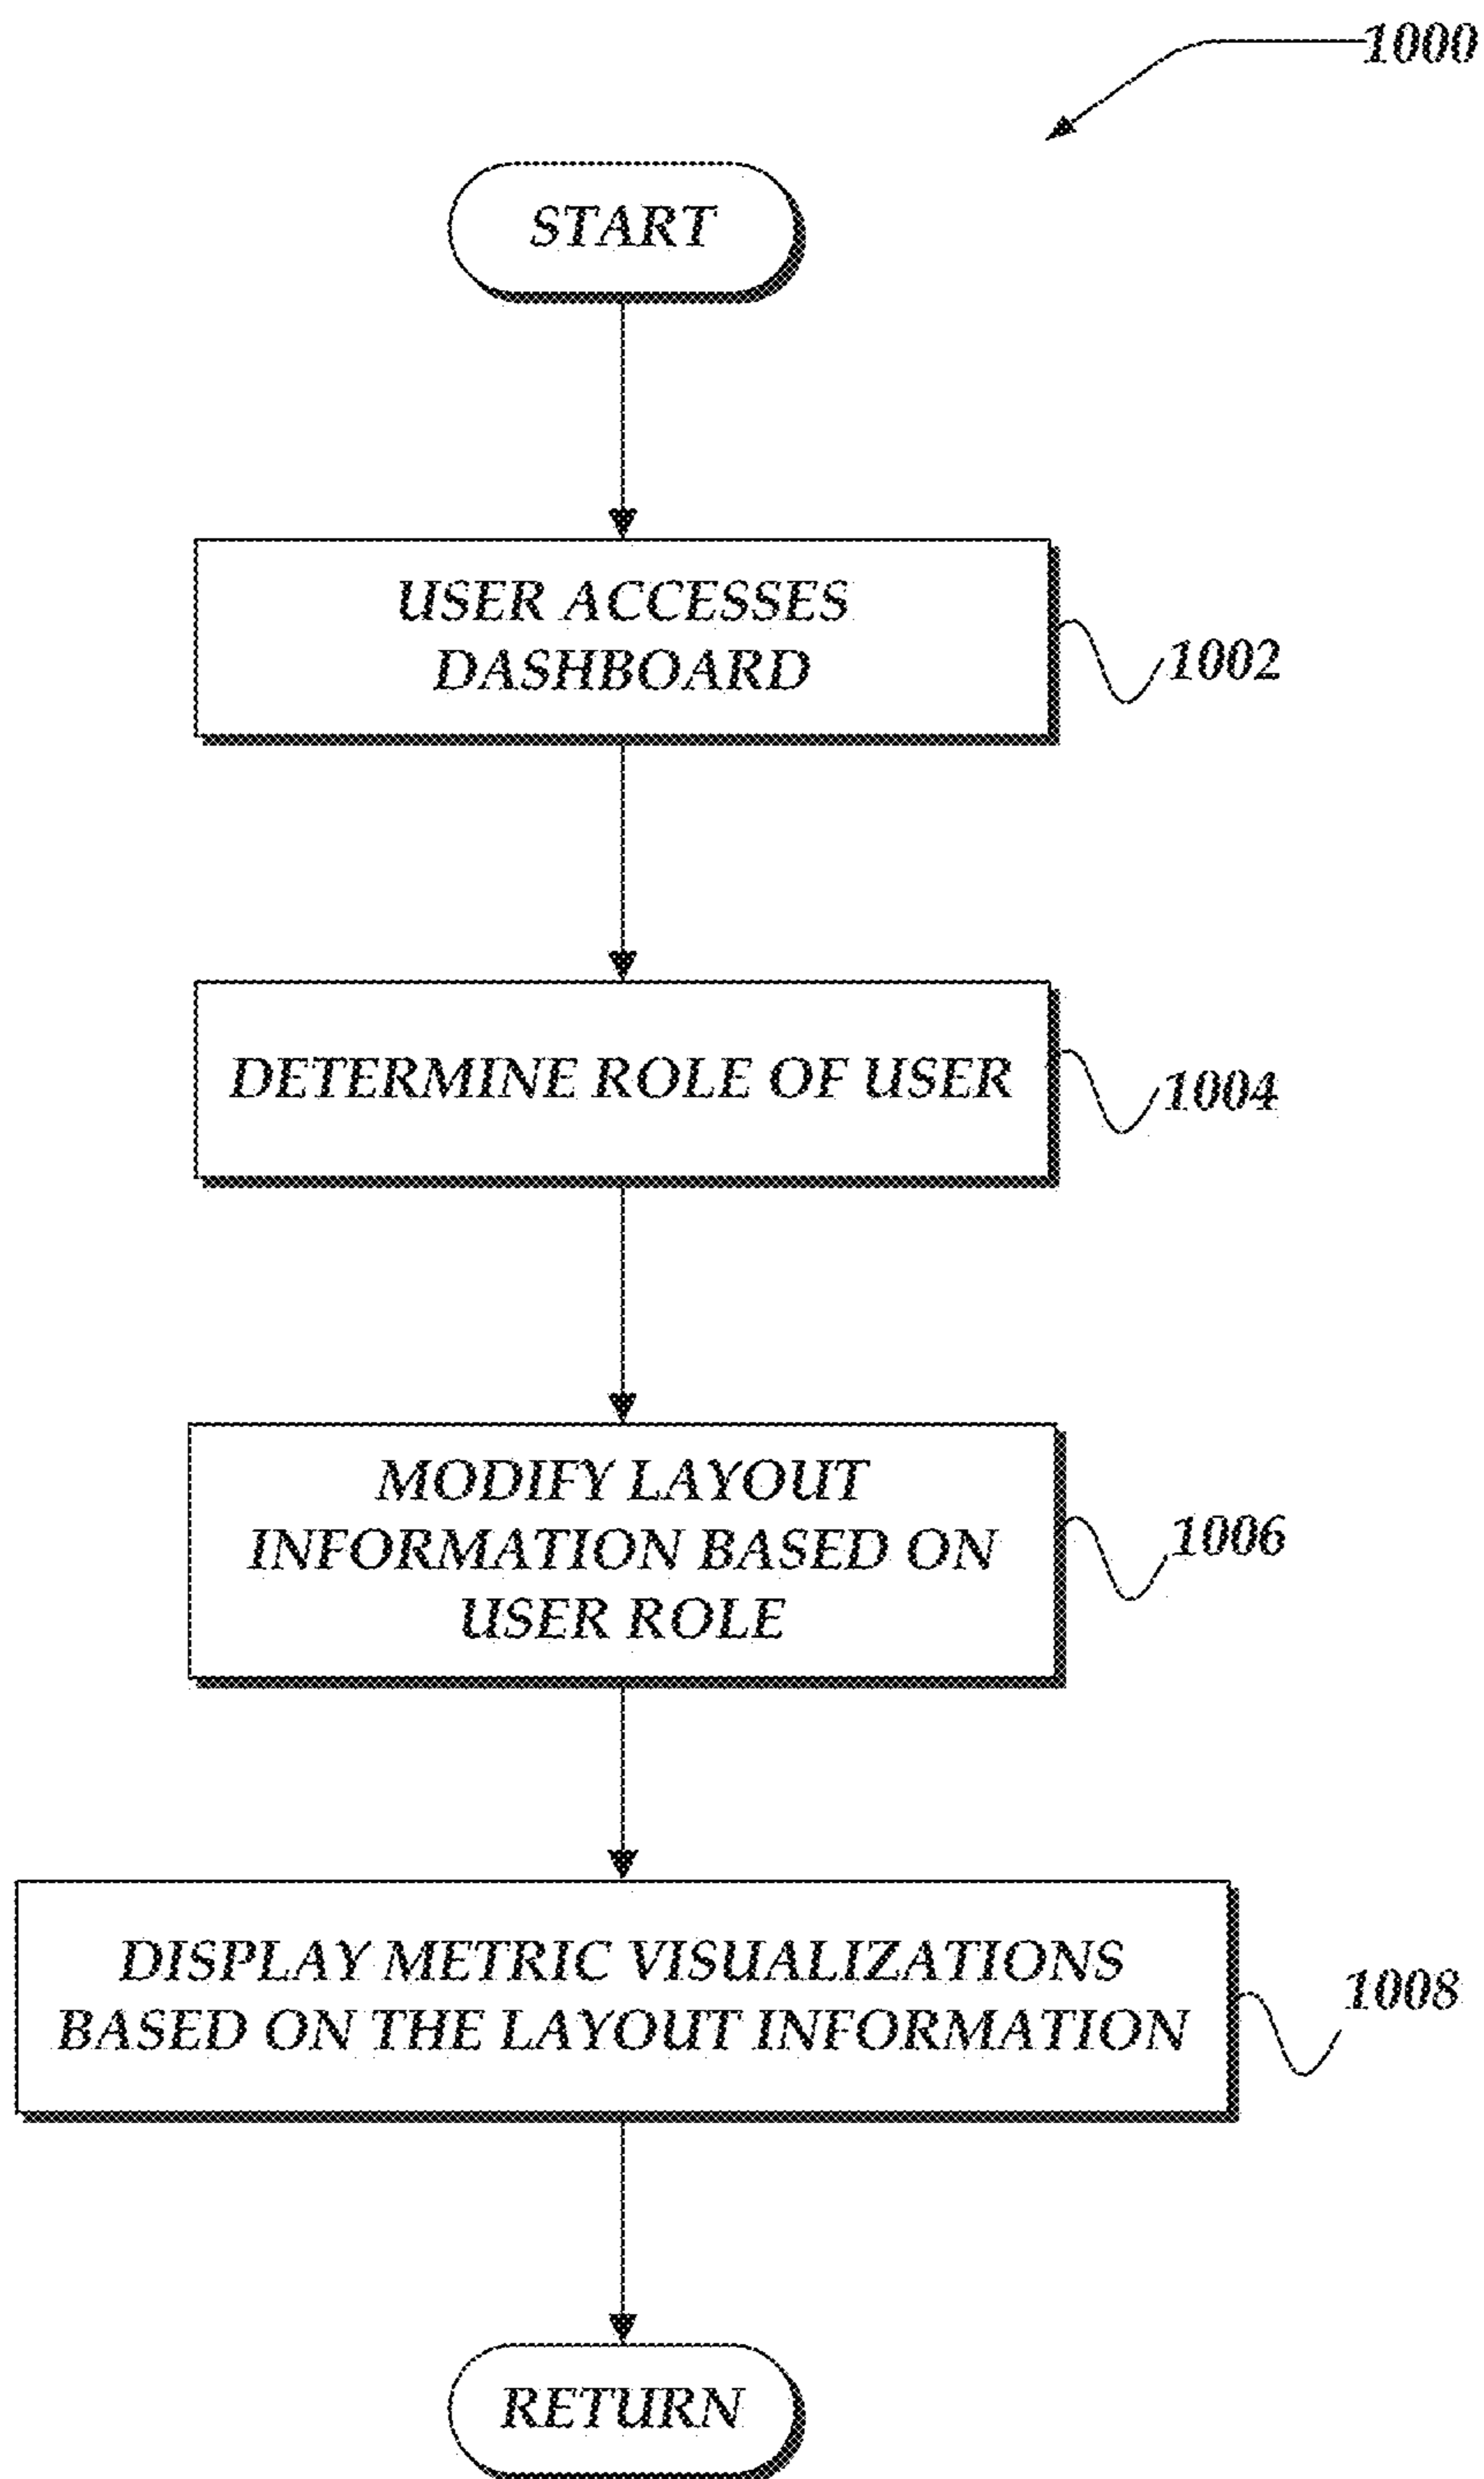 1000
START
USER ACCESSES
DASHBOARD
1002
DETERMINE ROLE OF USER
1004
MODIFY LAYOUT
INFORMATION BASED ON
USER ROLE
1006
DISPLAY METRIC VISUALIZATIONS
BASED ON THE LAYOUT INFORMATION
1008
RETURN